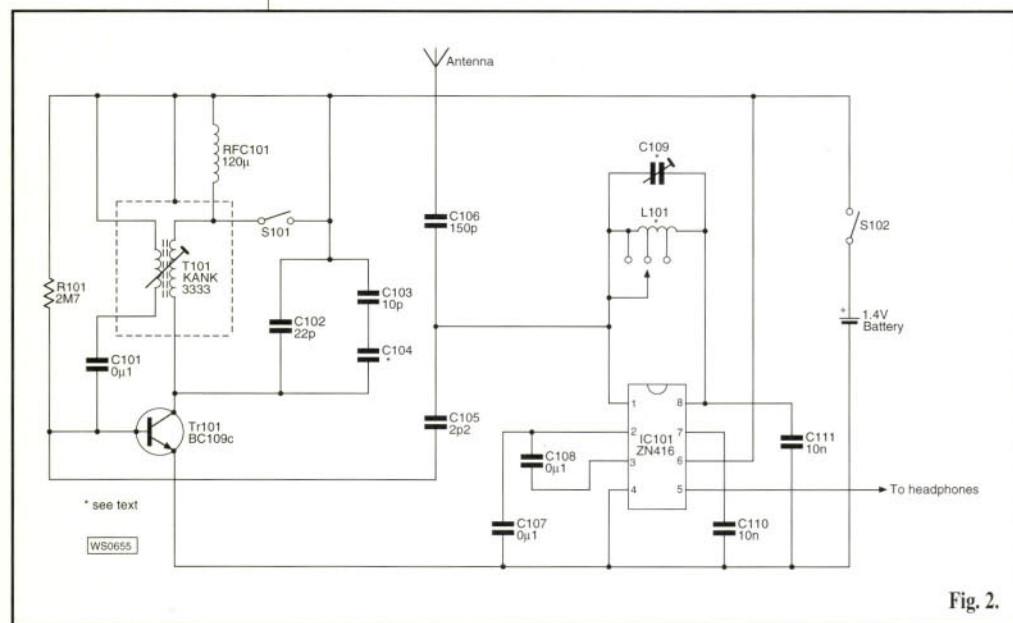 Antenna
RFC101
120µ
C109
*
L101
*
S101
C106
150p
S102
T101
KANK
3333
R101
2M7
C103
10p
C102
22p
+
1.4V
Battery
C101
0µ1
C104
*
1
8
Tr101
BC109c
C105
2p2
2
7
IC101
ZN416
C108
0µ1
3
6
C111
10n
4
5
To headphones
* see text
C107
0µ1
C110
10n
WS0655
Fig. 2.